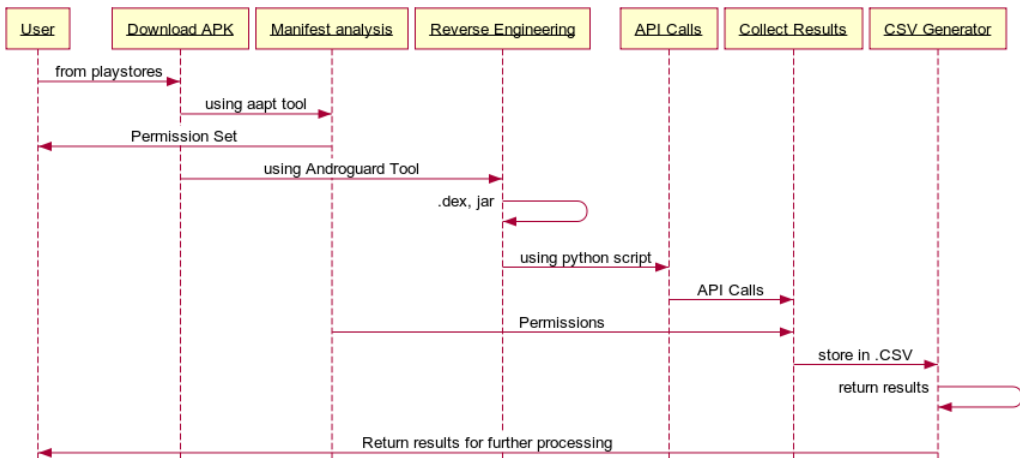 User
Download APK
Manifest analysis
Reverse Engineering
API Calls
Collect Results
CSV Generator
from playstores
using aapt tool
Permission Set
using Androguard Tool
.dex, jar
using python script
API Calls
Permissions
store in .CSV
return results
Return results for further processing